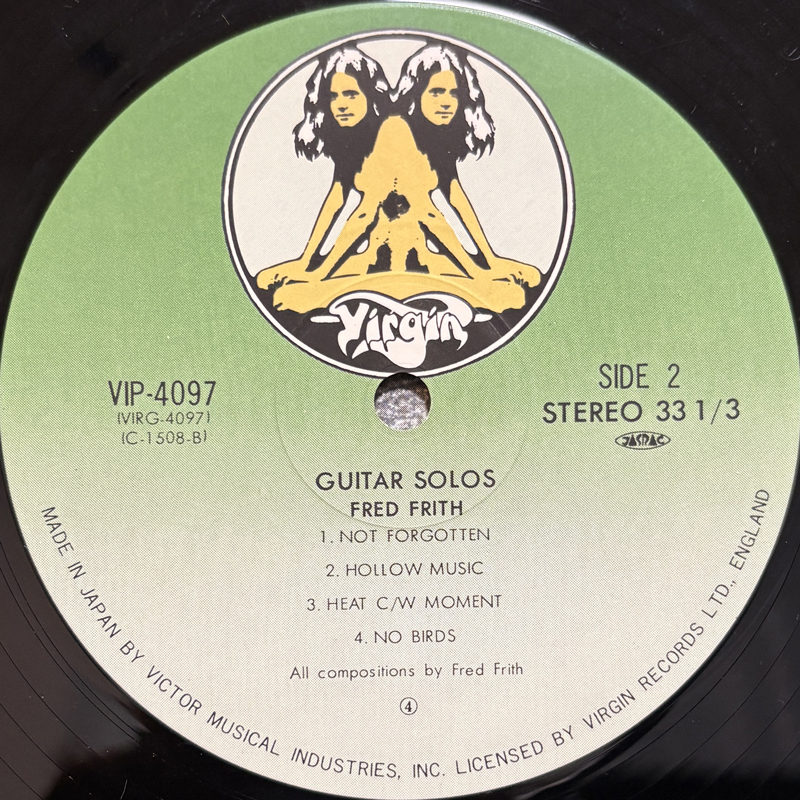 Virgin
VIP-4097
(VIRG-4097)
(C-1508-B)
SIDE 2
STEREO 33 1/3
JASRAC
GUITAR SOLOS
FRED FRITH
1. NOT FORGOTTEN
2. HOLLOW MUSIC
3. HEAT C/W MOMENT
4. NO BIRDS
All compositions by Fred Frith
④
MADE IN JAPAN BY VICTOR MUSICAL INDUSTRIES, INC. LICENSED BY VIRGIN RECORDS LTD., ENGLAND